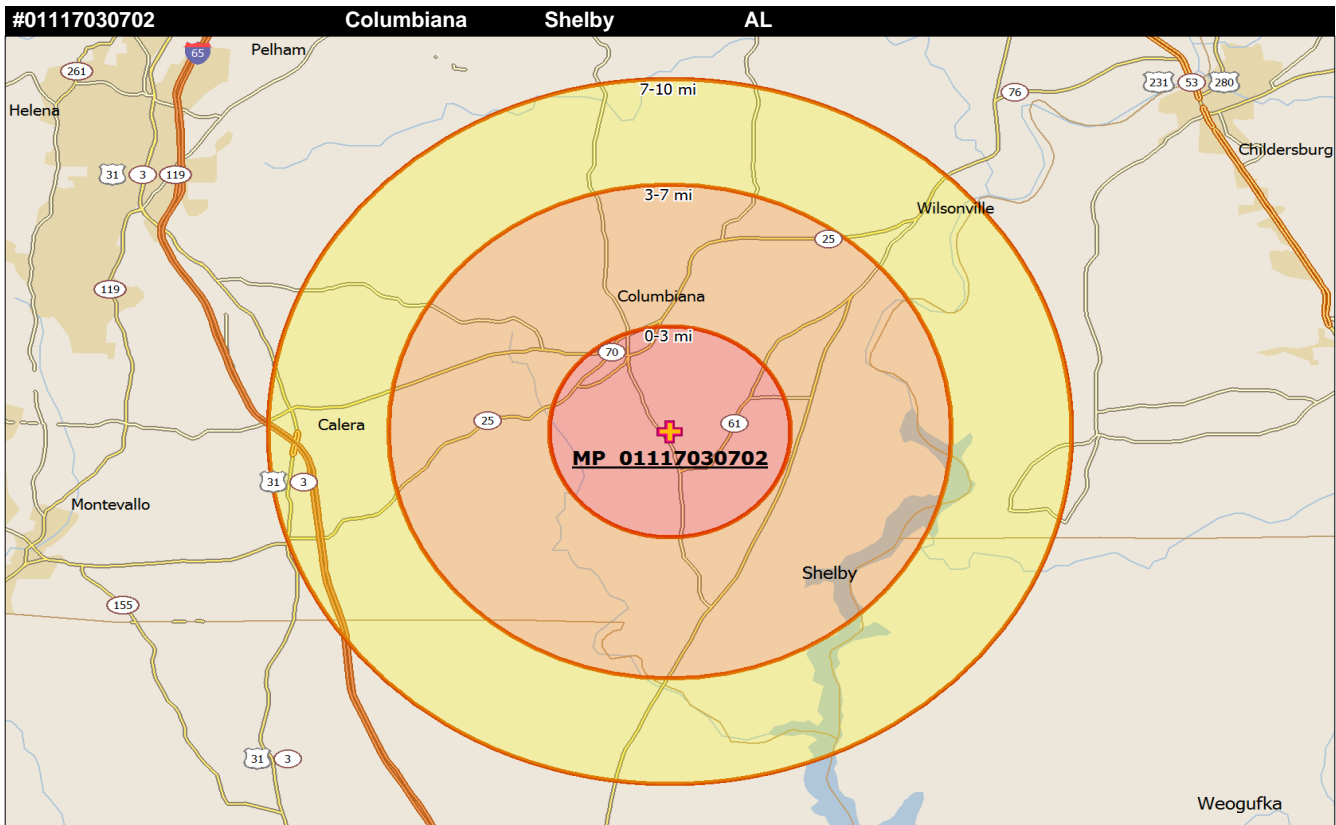 #01117030702 Columbiana Shelby AL
65
Pelham
261
Helena
31 3 119
119
7-10 mi
76
231 53 280
Childersburg
3-7 mi
Wilsonville
25
Columbiana
0-3 mi
70
25
Calera
61
MP 01117030702
31 3
Montevallo
Shelby
155
31 3
Weogufka